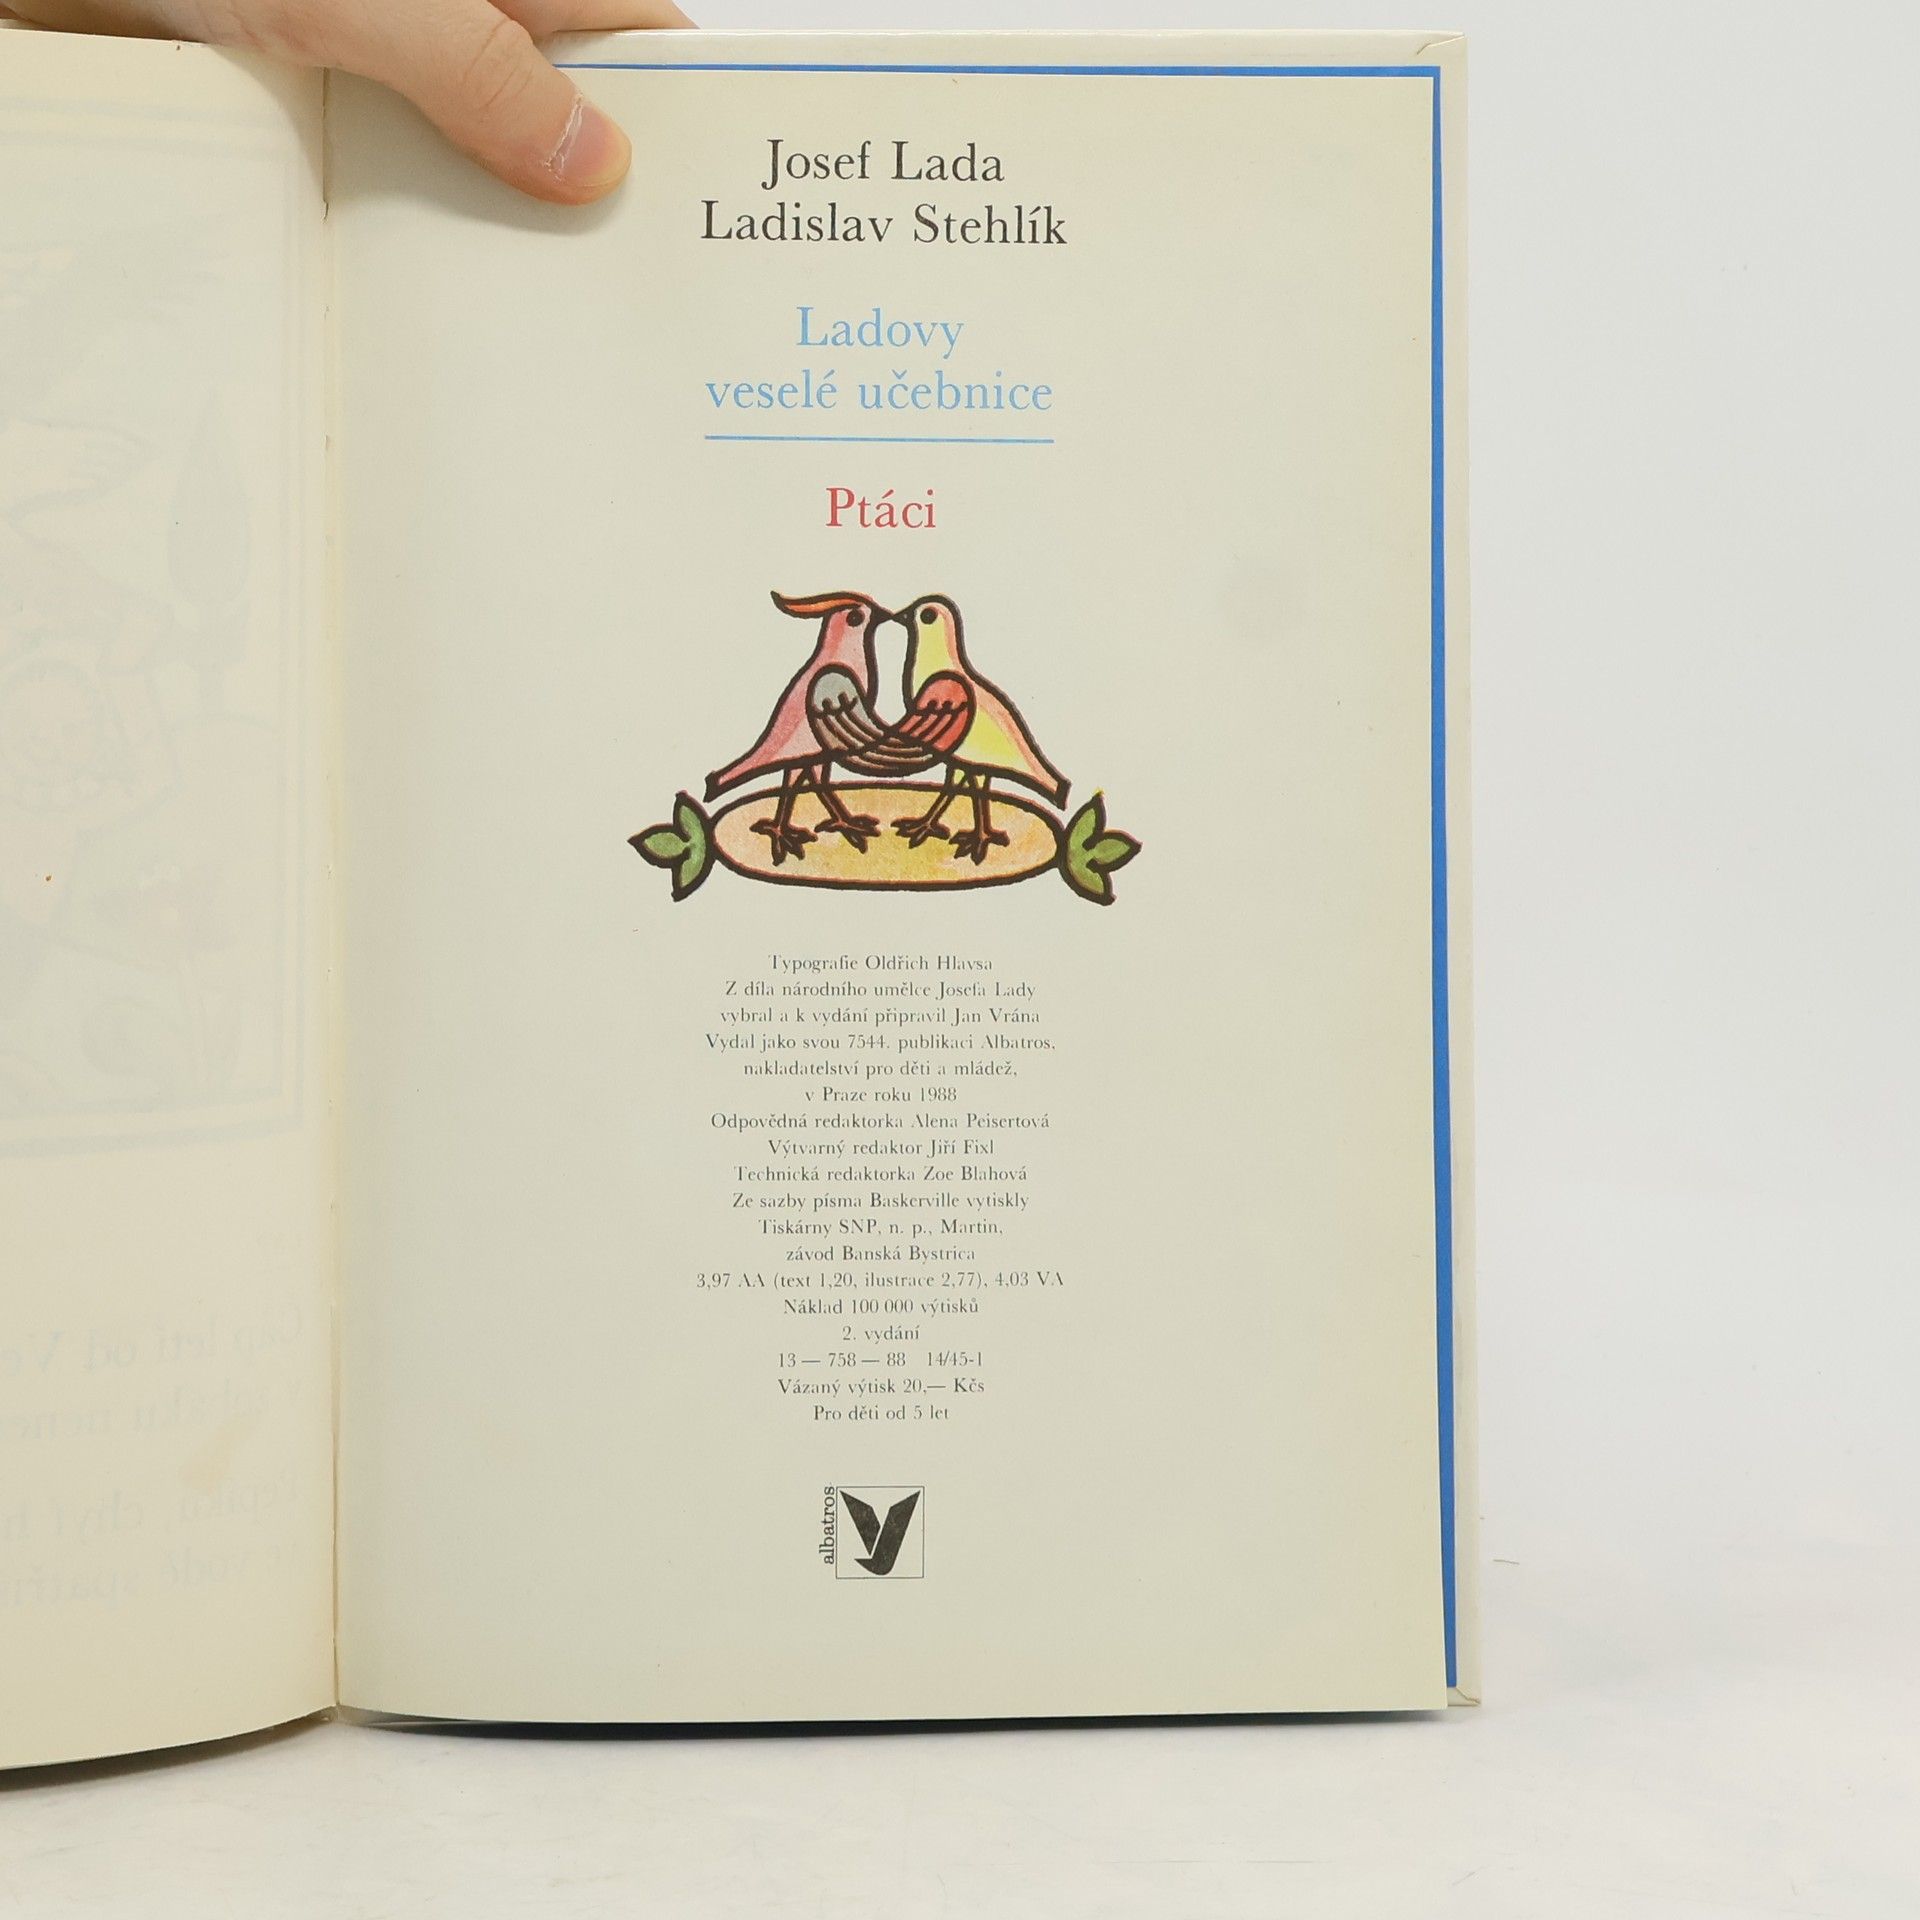 Josef Lada
Ladislav Stehlík
Ladovy
veselé učebnice
Ptáci
Typografie Oldřich Hlavsa
Z díla národního umělce Josefa Lady
vybral a k vydání připravil Jan Vrána
Vydal jako svou 7544. publikaci Albatros,
nakladatelství pro děti a mládež,
v Praze roku 1988
Odpovědná redaktorka Alena Peisertová
Výtvarný redaktor Jiří Fixl
Technická redaktorka Zoe Blahová
Ze sazby písma Baskerville vytiskly
Tiskárny SNP, n. p., Martin,
závod Banská Bystrica
3,97 AA (text 1,20, ilustrace 2,77), 4,03 VA
Náklad 100 000 výtisků
2. vydání
13 — 758 — 88 14/45-1
Vázaný výtisk 20,— Kčs
Pro děti od 5 let
albatros